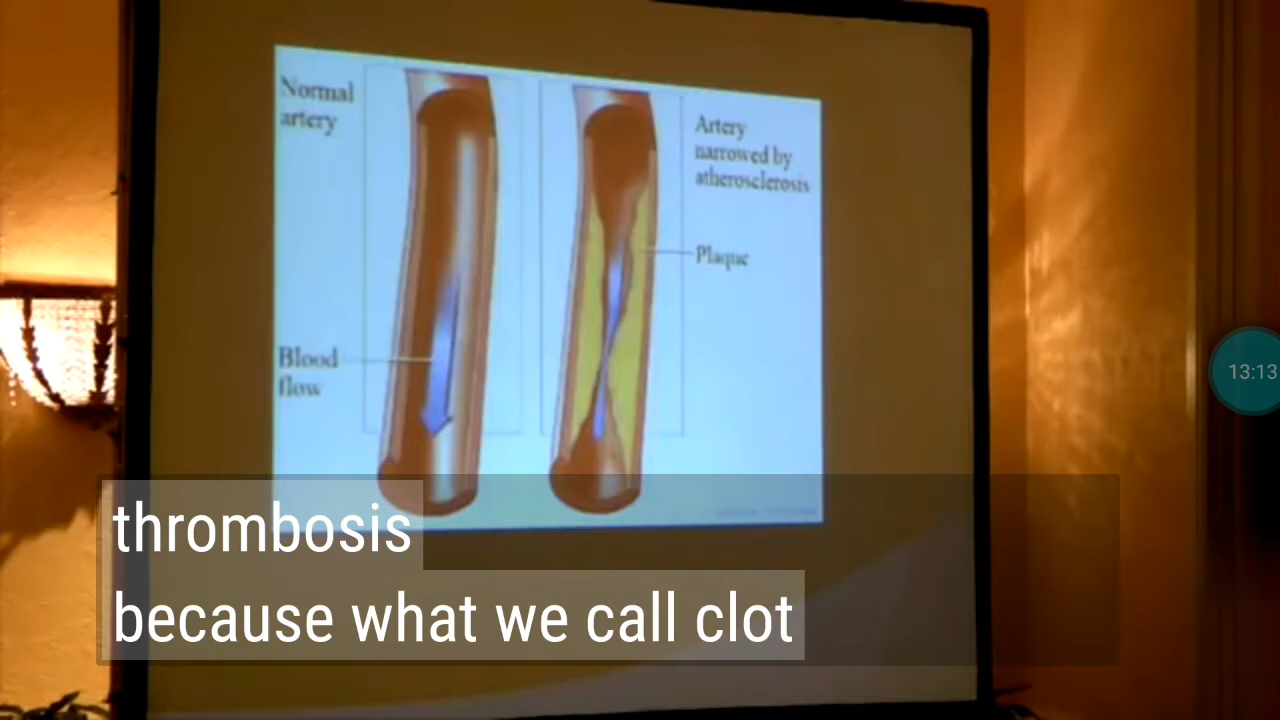 Normal
artery
Blood
flow
Artery
narrowed by
atherosclerosis
Plaque
13:13
thrombosis
because what we call clot